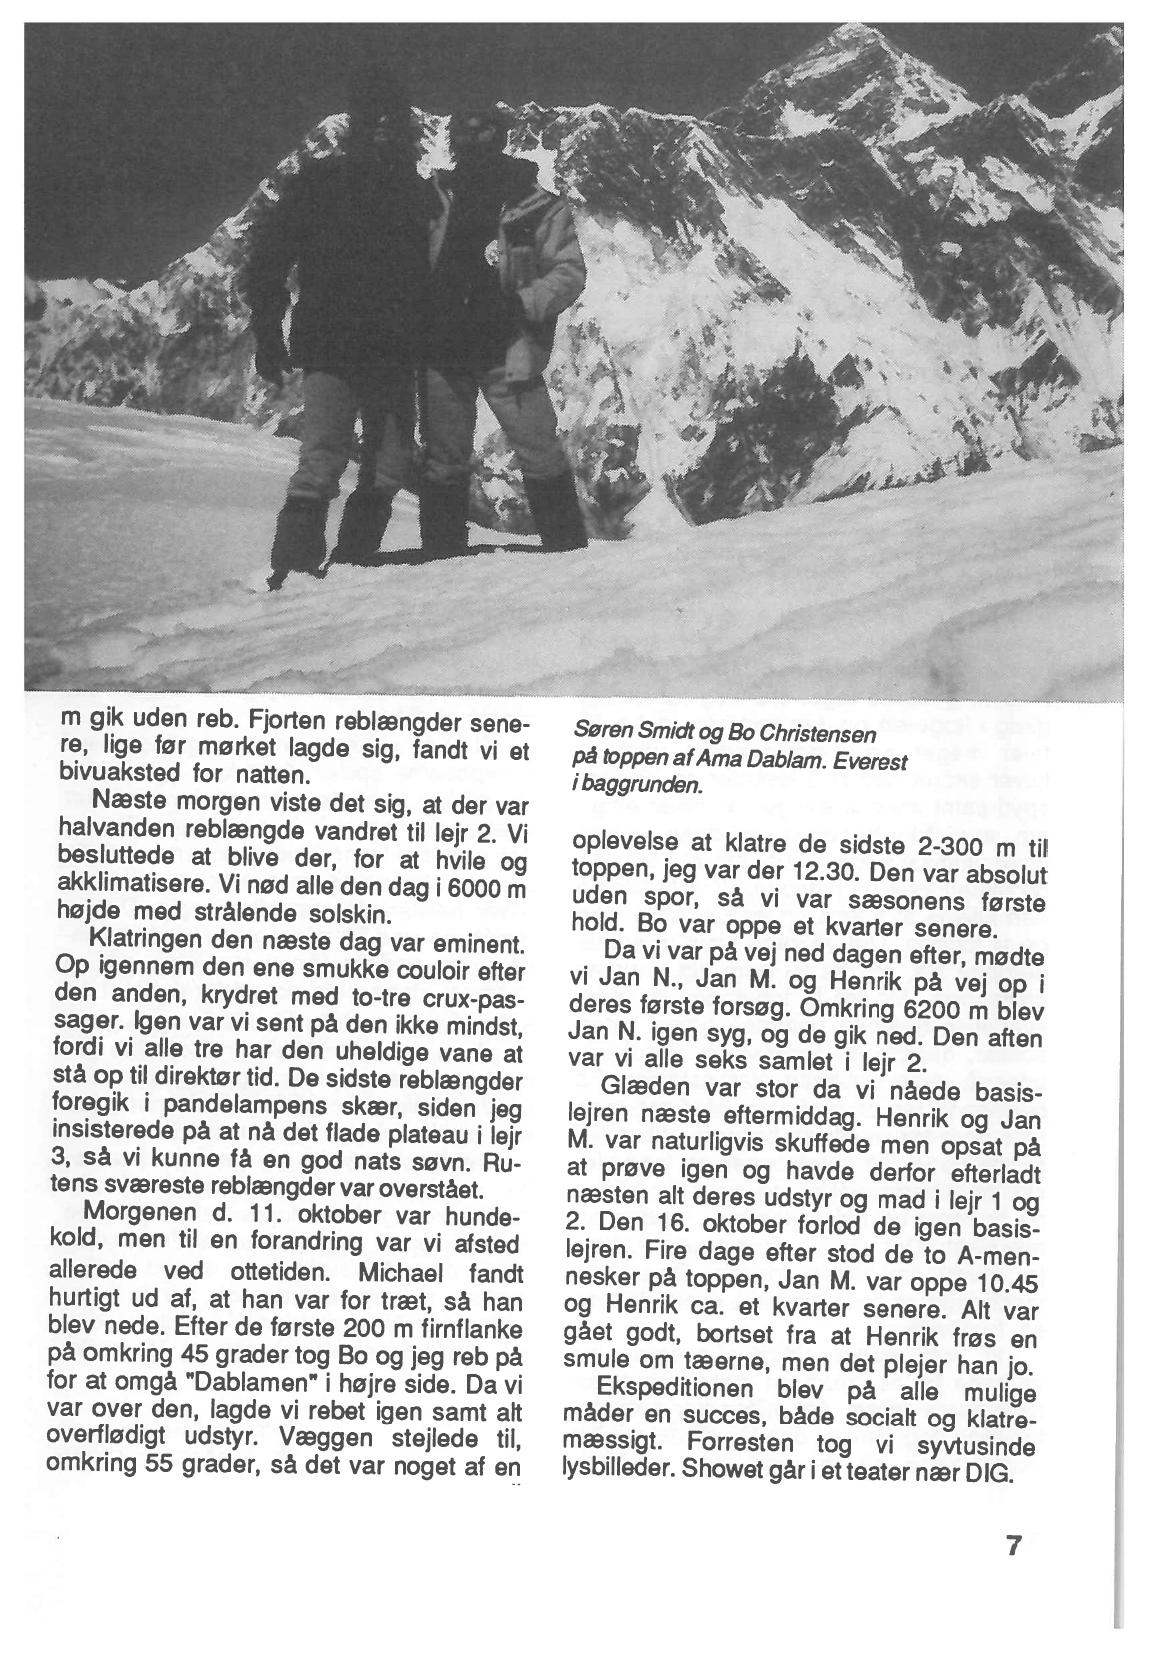 m gik uden reb. Fjorten reblængder sene-
re, lige før mørket lagde sig, fandt vi et
bivuaksted for natten.
Næste morgen viste det sig, at der var
halvanden reblængde vandret til lejr 2. Vi
besluttede at blive der, for at hvile og
akklimatisere. Vi nød alle den dag i 6000 m
højde med strålende solskin.
Klatringen den næste dag var eminent.
Op igennem den ene smukke couloir efter
den anden, krydret med to-tre crux-pas-
sager. Igen var vi sent på den ikke mindst,
fordi vi alle tre har den uheldige vane at
stå op til direktør tid. De sidste reblængder
foregik i pandelampens skær, siden jeg
insisterede på at nå det flade plateau i lejr
3, så vi kunne få en god nats søvn. Ru-
tens sværeste reblængder var overstået.
Morgenen d. 11. oktober var hunde-
kold, men til en forandring var vi afsted
allerede ved ottetiden. Michael fandt
hurtigt ud af, at han var for træt, så han
blev nede. Efter de første 200 m firnflanke
på omkring 45 grader tog Bo og jeg reb på
for at omgå "Dablamen" i højre side. Da vi
var over den, lagde vi rebet igen samt alt
overflødigt udstyr. Væggen stejlede til,
omkring 55 grader, så det var noget af en
Søren Smidt og Bo Christensen
på toppen af Ama Dablam. Everest
i baggrunden.
oplevelse at klatre de sidste 2-300 m til
toppen, jeg var der 12.30. Den var absolut
uden spor, så vi var sæsonens første
hold. Bo var oppe et kvarter senere.
Da vi var på vej ned dagen efter, mødte
vi Jan N., Jan M. og Henrik på vej op i
deres første forsøg. Omkring 6200 m blev
Jan N. igen syg, og de gik ned. Den aften
var vi alle seks samlet i lejr 2.
Glæden var stor da vi nåede basis-
lejren næste eftermiddag. Henrik og Jan
M. var naturligvis skuffede men opsat på
at prøve igen og havde derfor efterladt
næsten alt deres udstyr og mad i lejr 1 og
2. Den 16. oktober forlod de igen basis-
lejren. Fire dage efter stod de to A-men-
nesker på toppen, Jan M. var oppe 10.45
og Henrik ca. et kvarter senere. Alt var
gået godt, bortset fra at Henrik frøs en
smule om tæerne, men det plejer han jo.
Ekspeditionen blev på alle mulige
måder en succes, både socialt og klatre-
mæssigt. Forresten tog vi syvtusinde
lysbilleder. Showet går i et teater nær DIG.
7